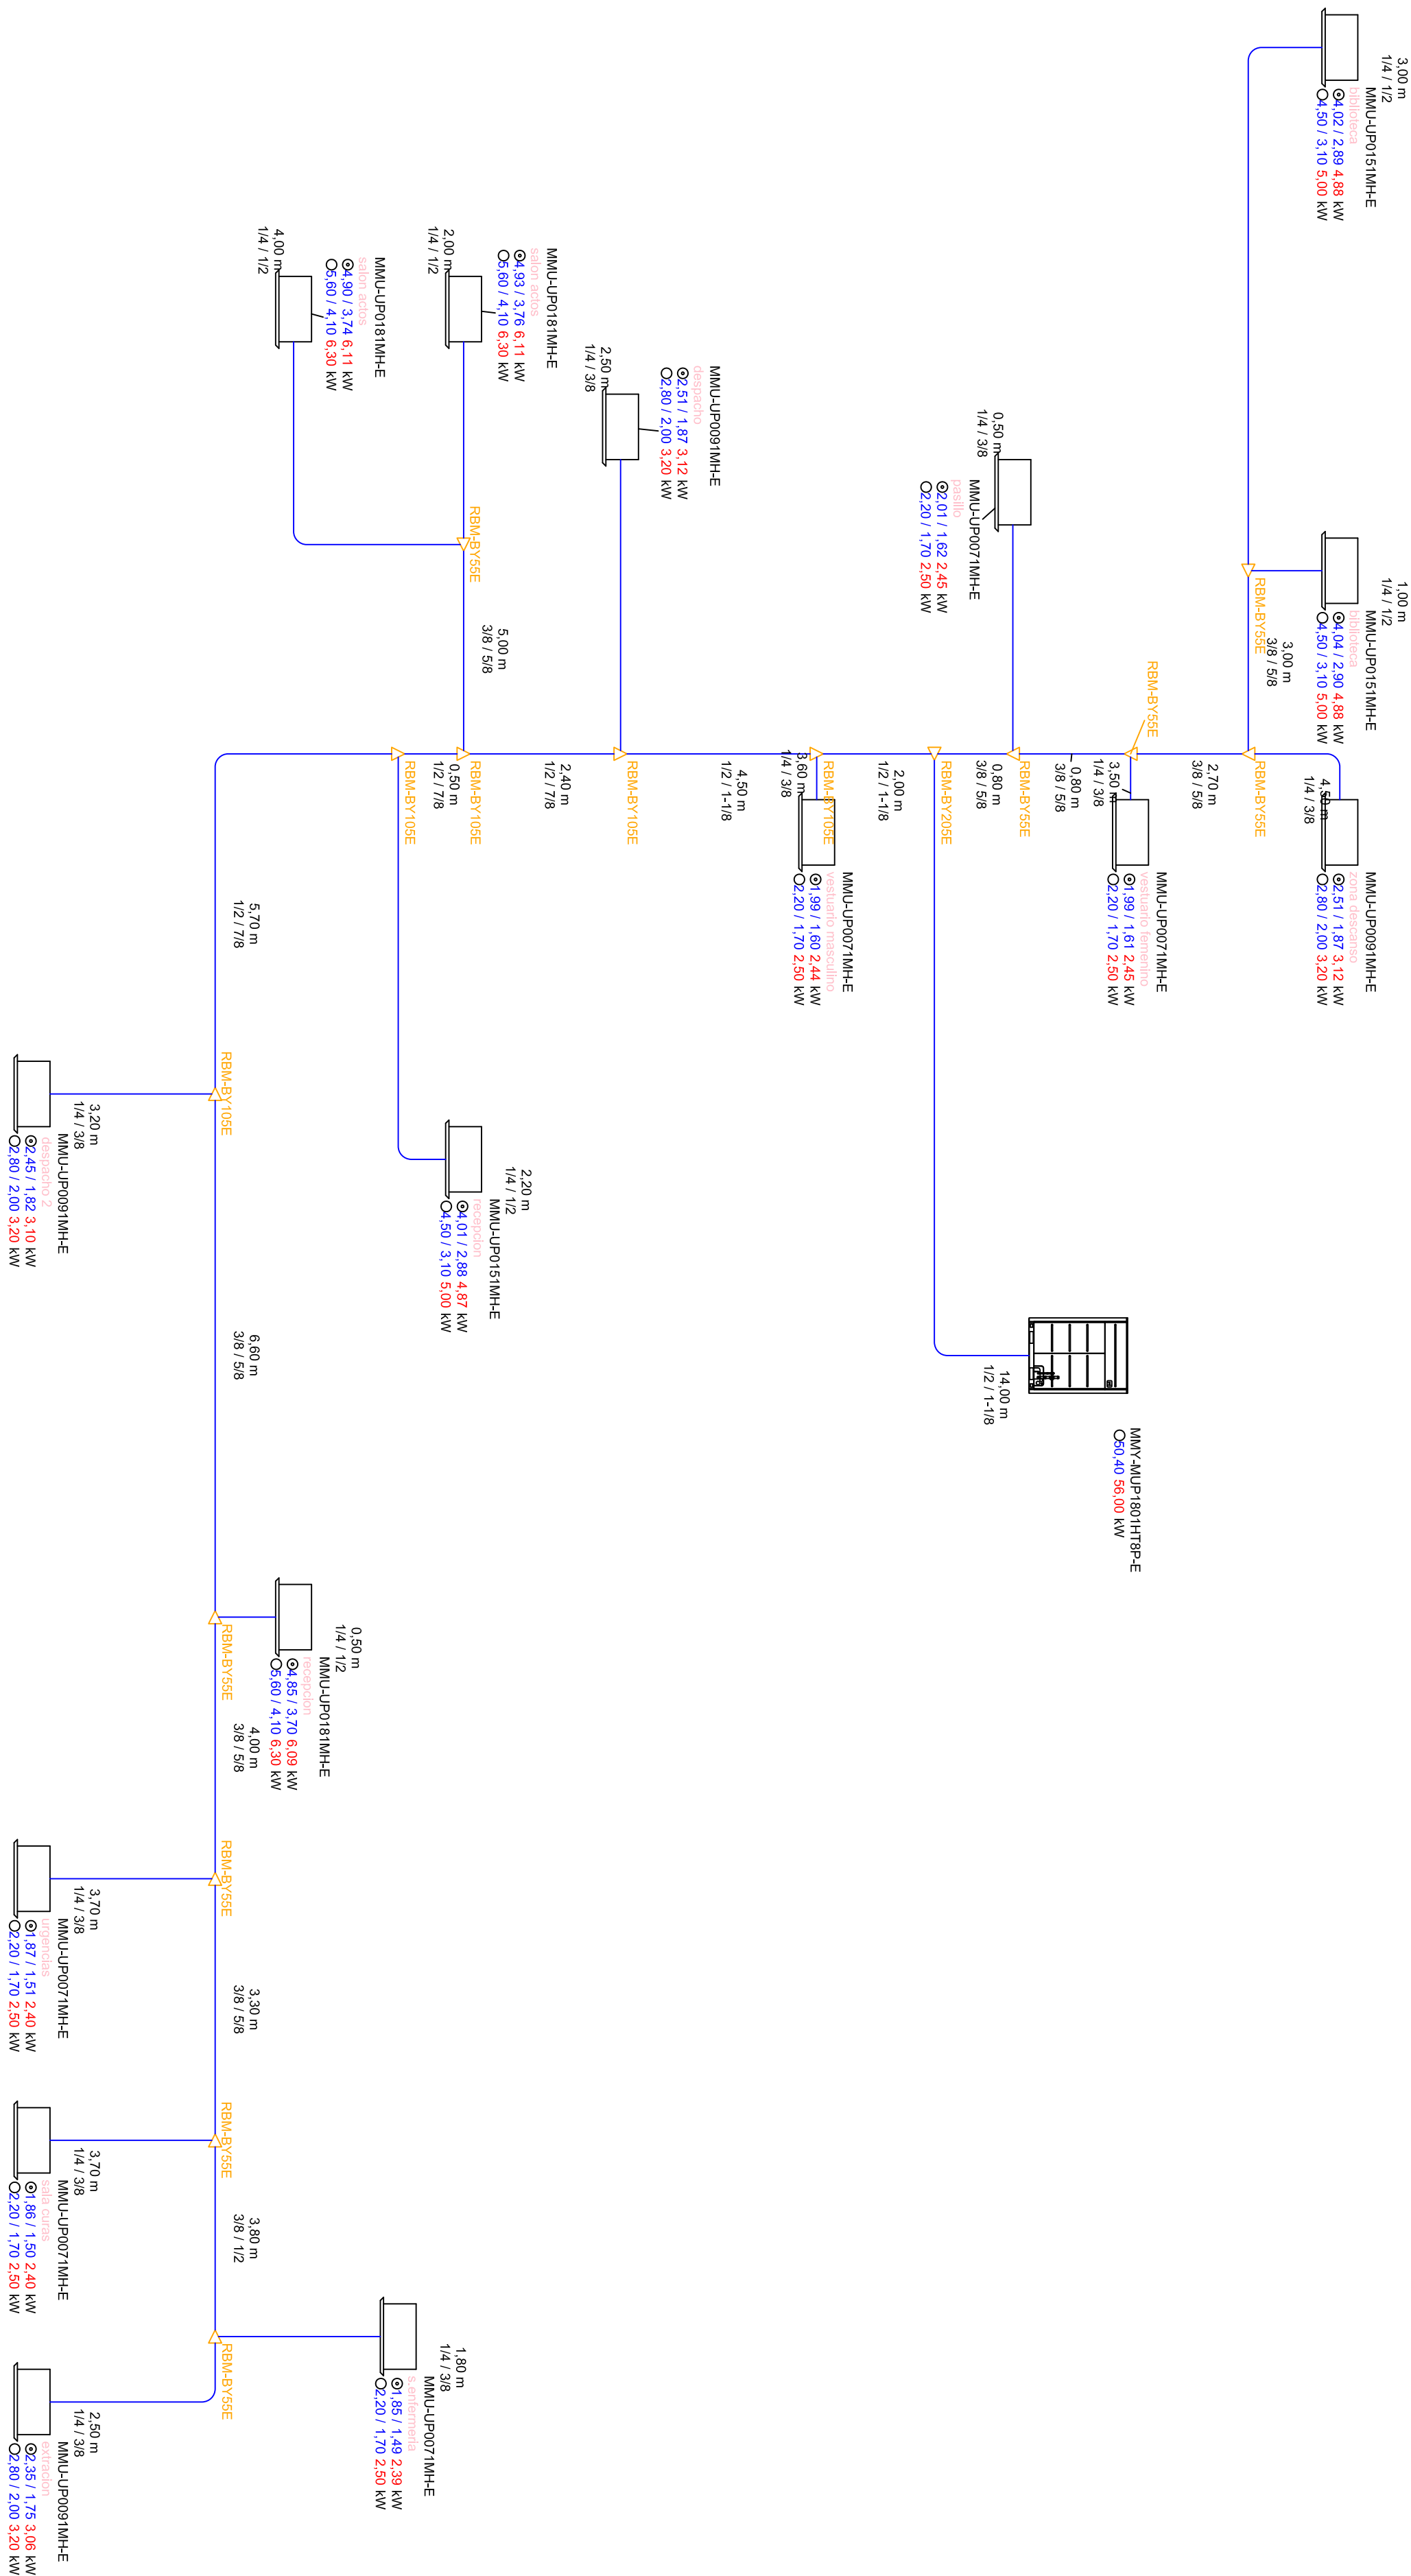 3,00 m
1/4 / 1/2
MMU-UP0151MH-E
biblioteca
4,02 / 2,89 4,88 kW
4,50 / 3,10 5,00 kW
1,00 m
1/4 / 1/2
MMU-UP0151MH-E
biblioteca
4,04 / 2,90 4,88 kW
4,50 / 3,10 5,00 kW
RBM-BY55E
3,00 m
3/8 / 5/8
4,50 m
1/4 / 3/8
MMU-UP0091MH-E
zona descanso
2,51 / 1,87 3,12 kW
2,80 / 2,00 3,20 kW
RBM-BY55E
2,70 m
3/8 / 5/8
RBM-BY55E
3,50 m
1/4 / 3/8
MMU-UP0071MH-E
vestuario femenino
1,99 / 1,61 2,45 kW
2,20 / 1,70 2,50 kW
0,80 m
3/8 / 5/8
0,50 m
1/4 / 3/8
MMU-UP0071MH-E
pasillo
2,01 / 1,62 2,45 kW
2,20 / 1,70 2,50 kW
RBM-BY55E
0,80 m
3/8 / 5/8
RBM-BY205E
14,00 m
1/2 / 1-1/8
MMY-MUP1801HT8P-E
50,40 56,00 kW
2,00 m
1/2 / 1-1/8
RBM-BY105E
3,60 m
1/4 / 3/8
MMU-UP0071MH-E
vestuario masculino
1,99 / 1,60 2,44 kW
2,20 / 1,70 2,50 kW
4,50 m
1/2 / 1-1/8
RBM-BY105E
MMU-UP0091MH-E
despacho
2,51 / 1,87 3,12 kW
2,80 / 2,00 3,20 kW
2,50 m
1/4 / 3/8
2,40 m
1/2 / 7/8
RBM-BY105E
5,00 m
3/8 / 5/8
RBM-BY55E
MMU-UP0181MH-E
salon actos
4,93 / 3,76 6,11 kW
5,60 / 4,10 6,30 kW
2,00 m
1/4 / 1/2
MMU-UP0181MH-E
salon actos
4,90 / 3,74 6,11 kW
5,60 / 4,10 6,30 kW
4,00 m
1/4 / 1/2
0,50 m
1/2 / 7/8
RBM-BY105E
2,20 m
1/4 / 1/2
MMU-UP0151MH-E
recepcion
4,01 / 2,88 4,87 kW
4,50 / 3,10 5,00 kW
5,70 m
1/2 / 7/8
RBM-BY105E
3,20 m
1/4 / 3/8
MMU-UP0091MH-E
despacho 2
2,45 / 1,82 3,10 kW
2,80 / 2,00 3,20 kW
6,60 m
3/8 / 5/8
RBM-BY55E
0,50 m
1/4 / 1/2
MMU-UP0181MH-E
recepcion
4,85 / 3,70 6,09 kW
5,60 / 4,10 6,30 kW
4,00 m
3/8 / 5/8
RBM-BY55E
3,70 m
1/4 / 3/8
MMU-UP0071MH-E
urgencias
1,87 / 1,51 2,40 kW
2,20 / 1,70 2,50 kW
3,30 m
3/8 / 5/8
RBM-BY55E
3,70 m
1/4 / 3/8
MMU-UP0071MH-E
sala curas
1,86 / 1,50 2,40 kW
2,20 / 1,70 2,50 kW
3,80 m
3/8 / 1/2
RBM-BY55E
1,80 m
1/4 / 3/8
MMU-UP0071MH-E
s.enfermeria
1,85 / 1,49 2,39 kW
2,20 / 1,70 2,50 kW
2,50 m
1/4 / 3/8
MMU-UP0091MH-E
extracion
2,35 / 1,75 3,06 kW
2,80 / 2,00 3,20 kW